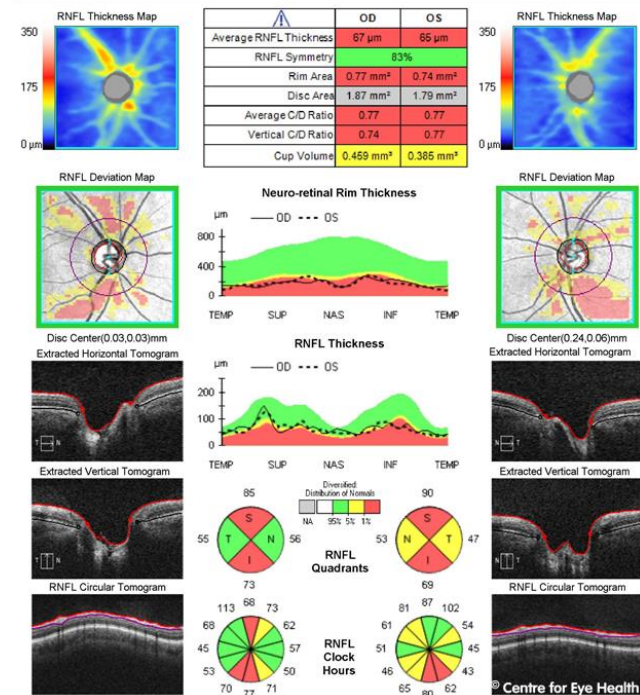 RNFL Thickness Map
350
175
0 µm
OD OS
Average RNFL Thickness 67 µm 65 µm
RNFL Symmetry 83%
Rim Area 0.77 mm² 0.74 mm²
Disc Area 1.87 mm² 1.79 mm²
Average C/D Ratio 0.77 0.77
Vertical C/D Ratio 0.74 0.77
Cup Volume 0.459 mm³ 0.385 mm³
RNFL Thickness Map
350
175
0 µm
RNFL Deviation Map
Disc Center(0.03,0.03)mm
Neuro-retinal Rim Thickness
µm OD OS
800
400
0
TEMP SUP NAS INF TEMP
RNFL Deviation Map
Disc Center(0.24,0.06)mm
Extracted Horizontal Tomogram
T N
RNFL Thickness
µm OD OS
200
100
0
TEMP SUP NAS INF TEMP
Extracted Horizontal Tomogram
N T
Extracted Vertical Tomogram
Diversified:
Distribution of Normals
NA 95% 5% 1%
85
S
55 T N 56
I
73
RNFL
Quadrants
90
S
53 N T 47
I
69
Extracted Vertical Tomogram
RNFL Circular Tomogram
68
113 73
68 62
45 57
53 50
70 71
77
RNFL
Clock
Hours
87
81 102
61 54
51 45
46 43
65 62
80
RNFL Circular Tomogram
© Centre for Eye Health